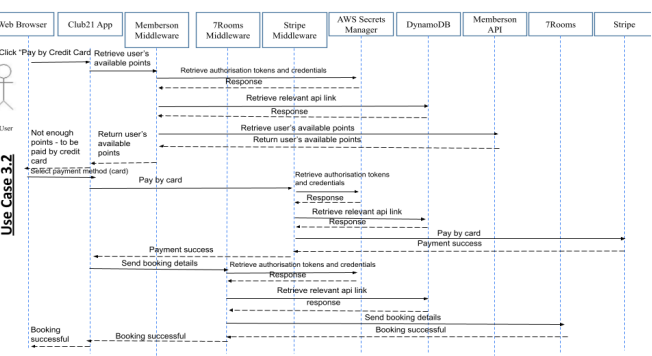 Web Browser
Club21 App
Memberson
Middleware
7Rooms
Middleware
Stripe
Middleware
AWS Secrets
Manager
DynamoDB
Memberson
API
7Rooms
Stripe
Click "Pay by Credit Card
Retrieve user's
available points
Retrieve authorisation tokens and credentials
Response
Retrieve relevant api link
Response
User
Retrieve user's available points
Return user's available points
Not enough
points - to be
paid by credit
card
Return user's
available
points
Use Case 3.2
Select payment method (card)
Pay by card
Retrieve authorisation tokens
and credentials
Response
Retrieve relevant api link
Response
Pay by card
Payment success
Payment success
Send booking details
Retrieve authorisation tokens and credentials
Response
Retrieve relevant api link
response
Send booking details
Booking successful
Booking successful
Booking
successful